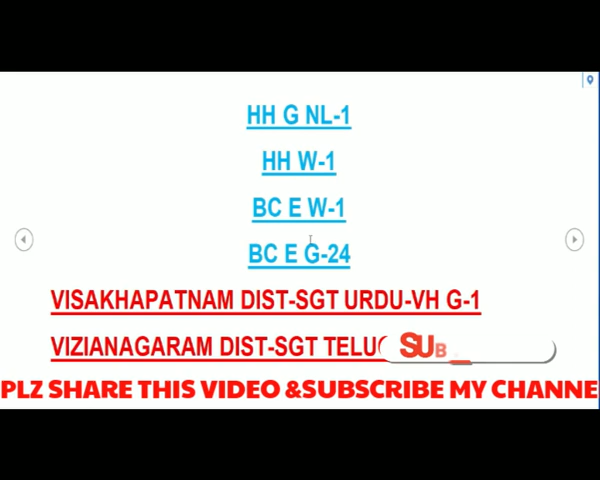 HH G NL-1
HH W-1
BC E W-1
BC E G-24
VISAKHAPATNAM DIST-SGT URDU-VH G-1
VIZIANAGARAM DIST-SGT
SUB
PLZ SHARE THIS VIDEO &SUBSCRIBE MY CHANNE